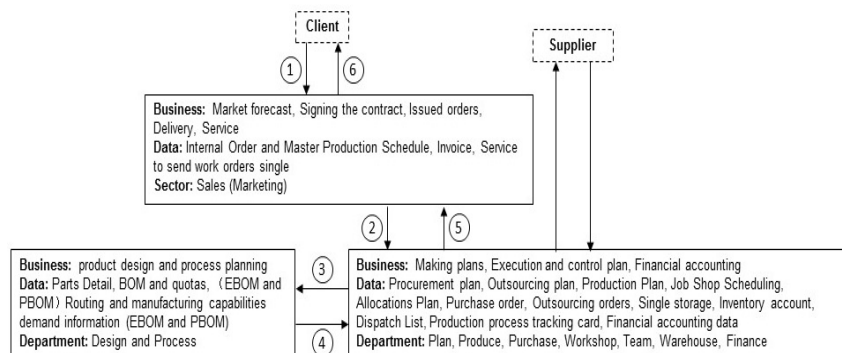 Client
Supplier
1
6
Business: Market forecast, Signing the contract, Issued orders,
Delivery, Service
Data: Internal Order and Master Production Schedule, Invoice, Service
to send work orders single
Sector: Sales (Marketing)
2
5
Business: product design and process planning
Data: Parts Detail, BOM and quotas, （EBOM and
PBOM）Routing and manufacturing capabilities
demand information (EBOM and PBOM)
Department: Design and Process
3
4
Business: Making plans, Execution and control plan, Financial accounting
Data: Procurement plan, Outsourcing plan, Production Plan, Job Shop Scheduling,
Allocations Plan, Purchase order, Outsourcing orders, Single storage, Inventory account,
Dispatch List, Production process tracking card, Financial accounting data
Department: Plan, Produce, Purchase, Workshop, Team, Warehouse, Finance